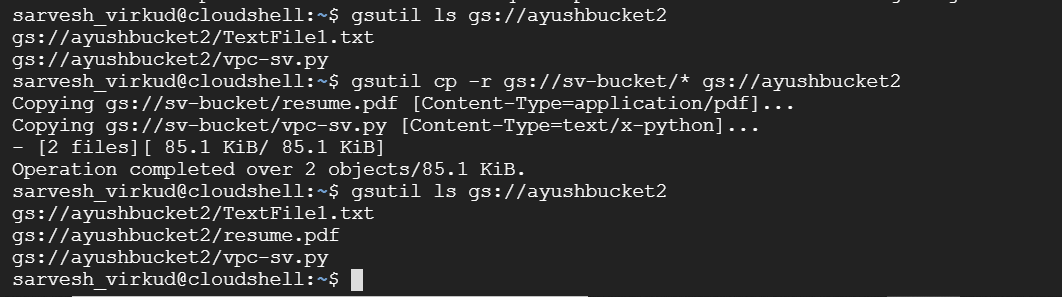 sarvesh_virkud@cloudshell:~$ gsutil ls gs://ayushbucket2
gs://ayushbucket2/TextFile1.txt
gs://ayushbucket2/vpc-sv.py
sarvesh_virkud@cloudshell:~$ gsutil cp -r gs://sv-bucket/* gs://ayushbucket2
Copying gs://sv-bucket/resume.pdf [Content-Type=application/pdf]...
Copying gs://sv-bucket/vpc-sv.py [Content-Type=text/x-python]...
- [2 files][ 85.1 KiB/ 85.1 KiB]
Operation completed over 2 objects/85.1 KiB.
sarvesh_virkud@cloudshell:~$ gsutil ls gs://ayushbucket2
gs://ayushbucket2/TextFile1.txt
gs://ayushbucket2/resume.pdf
gs://ayushbucket2/vpc-sv.py
sarvesh_virkud@cloudshell:~$